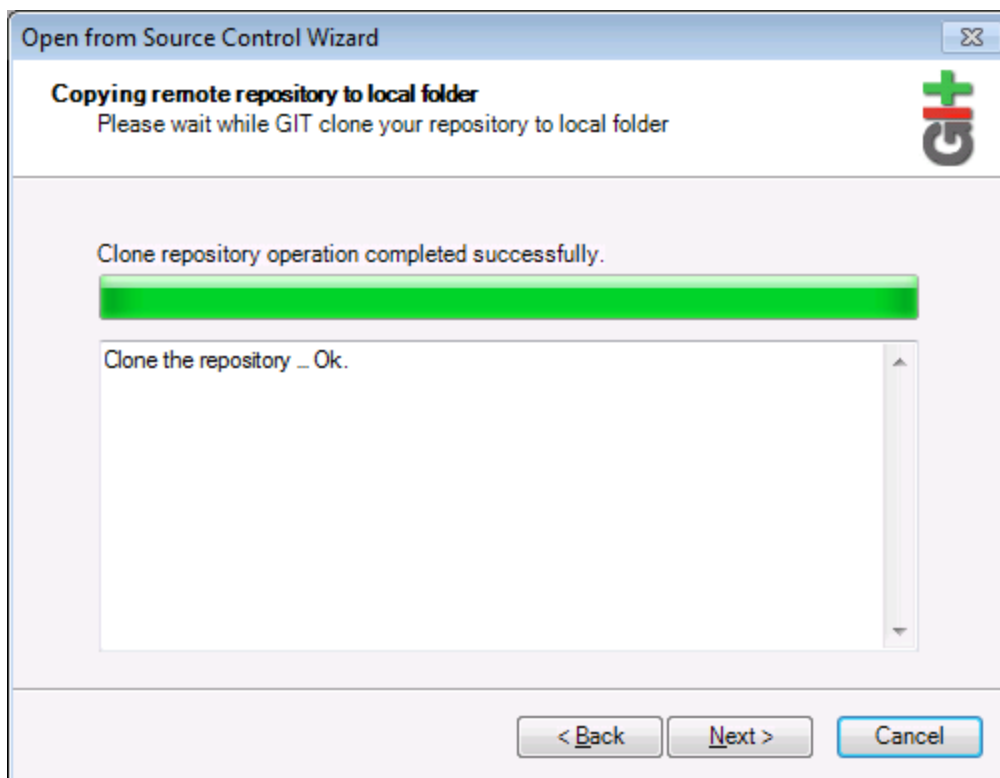 Open from Source Control Wizard
Copying remote repository to local folder
Please wait while GIT clone your repository to local folder
GIt
Clone repository operation completed successfully.
Clone the repository ... Ok.
< Back
Next >
Cancel